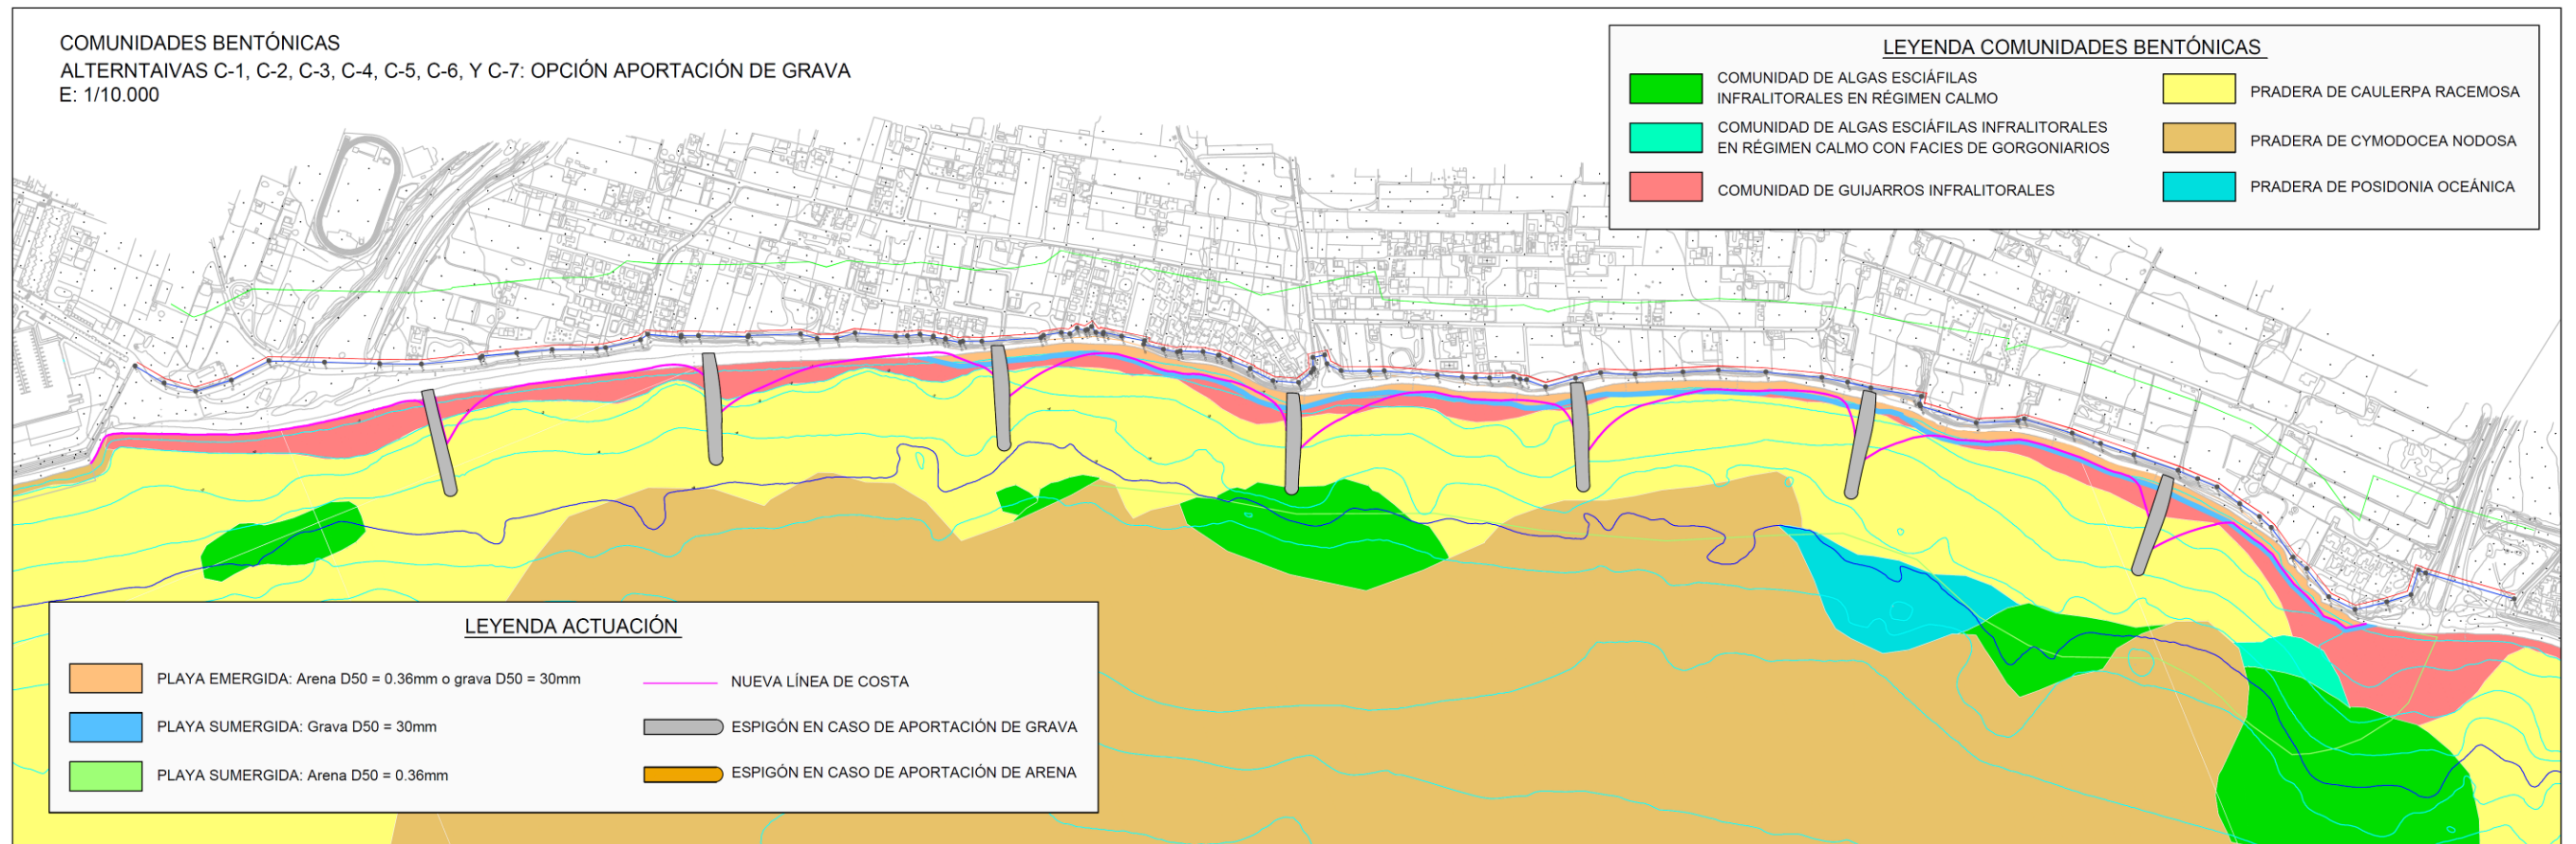 COMUNIDADES BENTÓNICAS
ALTERNTAIVAS C-1, C-2, C-3, C-4, C-5, C-6, Y C-7: OPCIÓN APORTACIÓN DE GRAVA
E: 1/10.000
LEYENDA COMUNIDADES BENTÓNICAS
COMUNIDAD DE ALGAS ESCIÁFILAS
INFRALITORALES EN RÉGIMEN CALMO
COMUNIDAD DE ALGAS ESCIÁFILAS INFRALITORALES
EN RÉGIMEN CALMO CON FACIES DE GORGONIARIOS
COMUNIDAD DE GUIJARROS INFRALITORALES
PRADERA DE CAULERPA RACEMOSA
PRADERA DE CYMODOCEA NODOSA
PRADERA DE POSIDONIA OCEÁNICA
LEYENDA ACTUACIÓN
PLAYA EMERGIDA: Arena D50 = 0.36mm o grava D50 = 30mm
PLAYA SUMERGIDA: Grava D50 = 30mm
PLAYA SUMERGIDA: Arena D50 = 0.36mm
NUEVA LÍNEA DE COSTA
ESPIGÓN EN CASO DE APORTACIÓN DE GRAVA
ESPIGÓN EN CASO DE APORTACIÓN DE ARENA